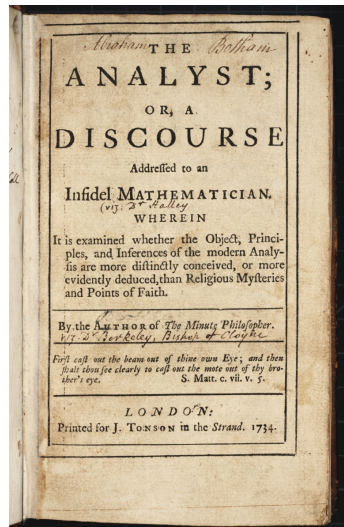 Abraham Botham
THE
ANALYST;
OR, A
DISCOURSE
Addreſſed to an
Infidel MATHEMATICIAN.
(viz: Dr Halley
WHEREIN
It is examined whether the Object, Princi-
ples, and Inferences of the modern Analy-
ſis are more diſtinctly conceived, or more
evidently deduced, than Religious Myſteries
and Points of Faith.
By the AUTHOR of The Minute Philoſopher.
viz Dr Berkeley, Bishop of Cloyne
Firſt caſt out the beam out of thine own Eye; and then
ſhalt thou ſee clearly to caſt out the mote out of thy bro-
ther's eye. S. Matt. c. vii. v. 5.
LONDON:
Printed for J. TONSON in the Strand. 1734.